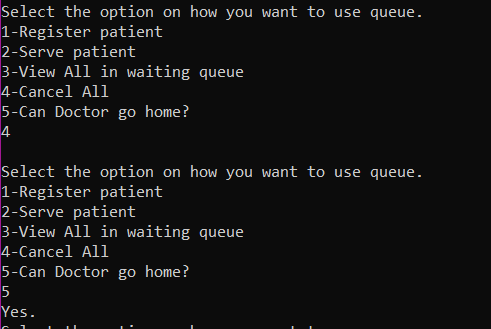 Select the option on how you want to use queue.
1-Register patient
2-Serve patient
3-View All in waiting queue
4-Cancel All
5-Can Doctor go home?
4
Select the option on how you want to use queue.
1-Register patient
2-Serve patient
3-View All in waiting queue
4-Cancel All
5-Can Doctor go home?
5
Yes.